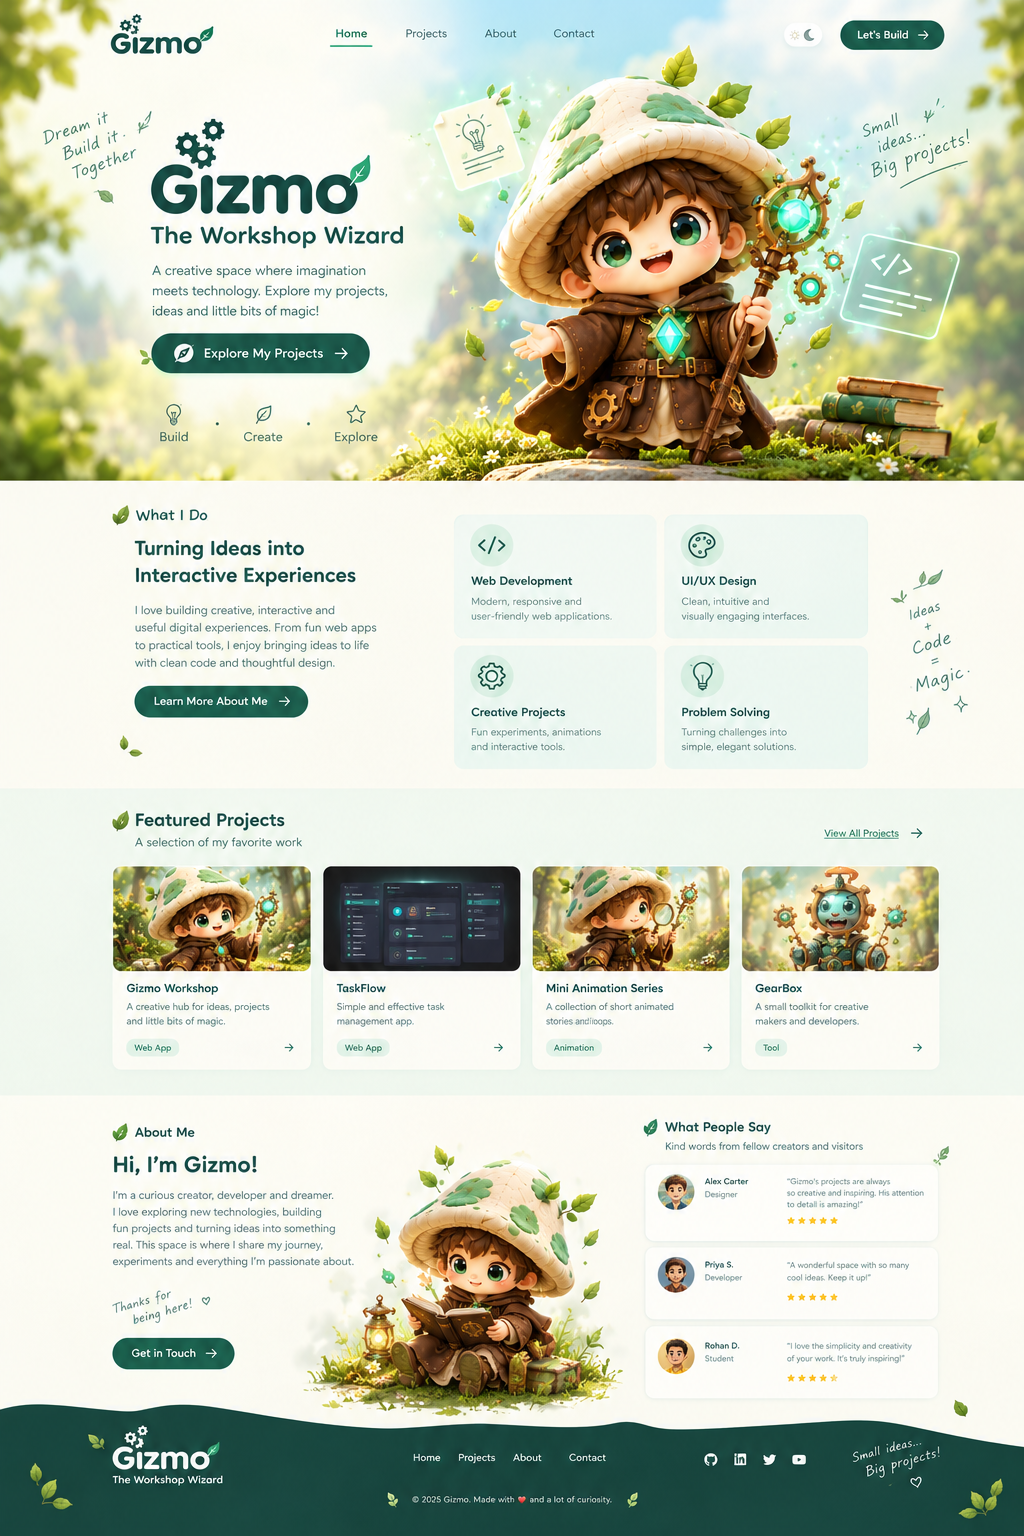 Gizmo
Home
Projects
About
Contact
Let's Build
Dream it
Build it.
Together
Small
ideas...
Big projects!
Gizmo
The Workshop Wizard
A creative space where imagination
meets technology. Explore my projects,
ideas and little bits of magic!
Explore My Projects
Build
Create
Explore
</>
What I Do
Turning Ideas into
Interactive Experiences
I love building creative, interactive and
useful digital experiences. From fun web apps
to practical tools, I enjoy bringing ideas to life
with clean code and thoughtful design.
Learn More About Me
</>
Web Development
Modern, responsive and
user-friendly web applications.
UI/UX Design
Clean, intuitive and
visually engaging interfaces.
Creative Projects
Fun experiments, animations
and interactive tools.
Problem Solving
Turning challenges into
simple, elegant solutions.
Ideas
+
Code
=
Magic.
Featured Projects
A selection of my favorite work
View All Projects
Gizmo Workshop
A creative hub for ideas, projects
and little bits of magic.
Web App
TaskFlow
Simple and effective task
management app.
Web App
Mini Animation Series
A collection of short animated
stories and loops.
Animation
GearBox
A small toolkit for creative
makers and developers.
Tool
About Me
Hi, I'm Gizmo!
I'm a curious creator, developer and dreamer.
I love exploring new technologies, building
fun projects and turning ideas into something
real. This space is where I share my journey,
experiments and everything I'm passionate about.
Thanks for
being here!
Get in Touch
What People Say
Kind words from fellow creators and visitors
Alex Carter
Designer
"Gizmo's projects are always
so creative and inspiring. His attention
to detail is amazing!"
Priya S.
Developer
"A wonderful space with so many
cool ideas. Keep it up!"
Rohan D.
Student
"I love the simplicity and creativity
of your work. It's truly inspiring!"
Gizmo
The Workshop Wizard
Home
Projects
About
Contact
Small ideas...
Big projects!
© 2025 Gizmo. Made with ❤️ and a lot of curiosity.